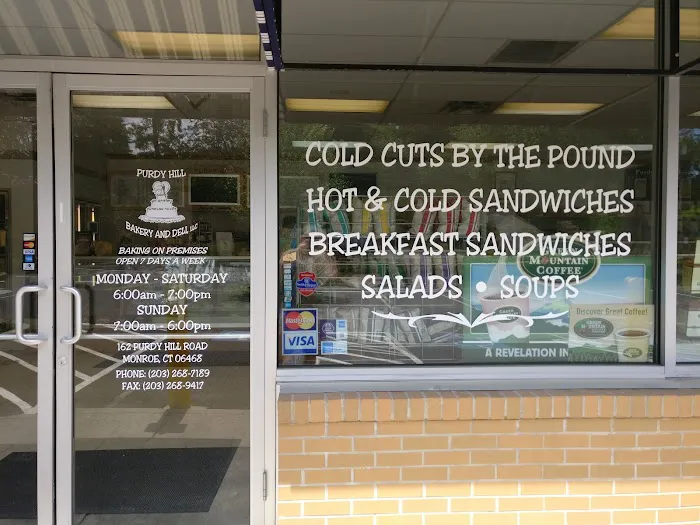 PURDY HILL
BAKERY AND DELI, LLC
BAKING ON PREMISES
OPEN 7 DAYS A WEEK
MONDAY - SATURDAY
6:00am - 7:00pm
SUNDAY
7:00am - 6:00pm
162 PURDY HILL ROAD
MONROE, CT 06468
PHONE: (203) 268-7189
FAX: (203) 268-9417
COLD CUTS BY THE POUND
HOT & COLD SANDWICHES
BREAKFAST SANDWICHES
SALADS • SOUPS
MOUNTAIN
COFFEE
A REVELATION IN
Discover Great Coffee!
MasterCard
VISA